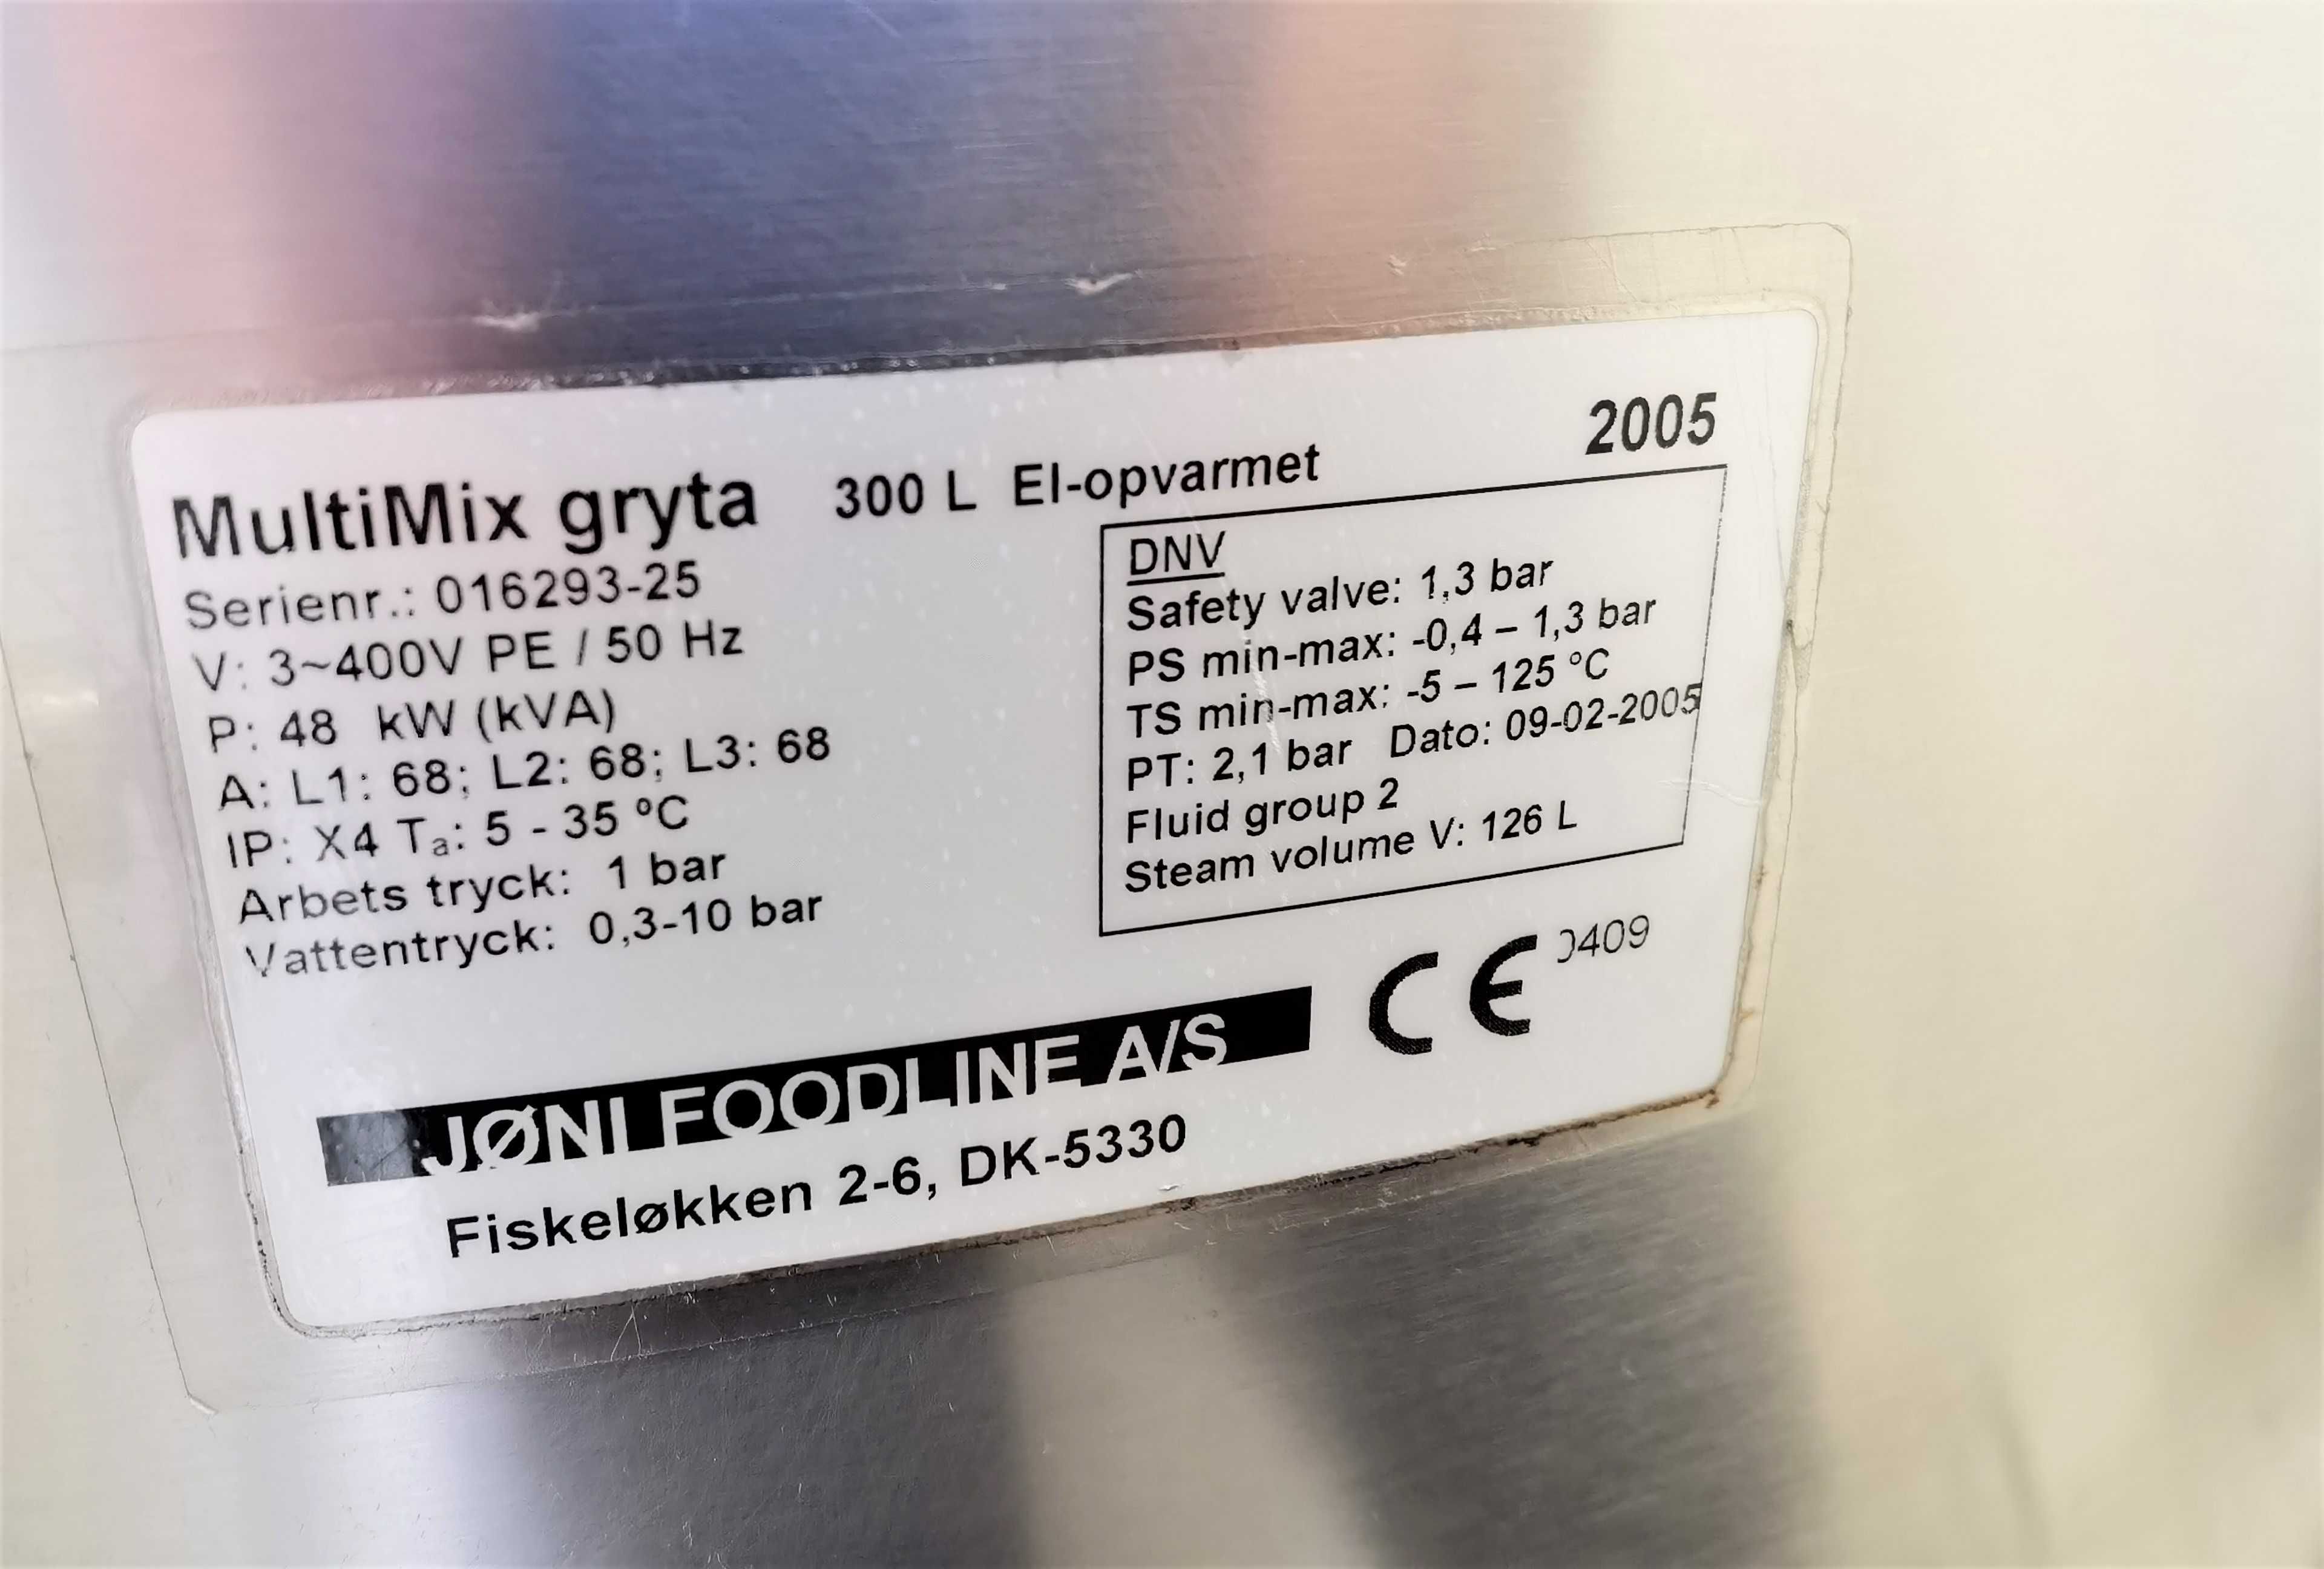 2005
MultiMix gryta 300 L El-opvarmet
Serienr.: 016293-25
V: 3~400V PE / 50 Hz
P: 48 kW (kVA)
A: L1: 68; L2: 68; L3: 68
IP: X4 Ta: 5 - 35 °C
Arbets tryck: 1 bar
Vattentryck: 0,3-10 bar
DNV
Safety valve: 1,3 bar
PS min-max: -0,4 – 1,3 bar
TS min-max: -5 – 125 °C
PT: 2,1 bar Dato: 09-02-2005
Fluid group 2
Steam volume V: 126 L
CE 0409
JØNI FOODLINE A/S
Fiskeløkken 2-6, DK-5330